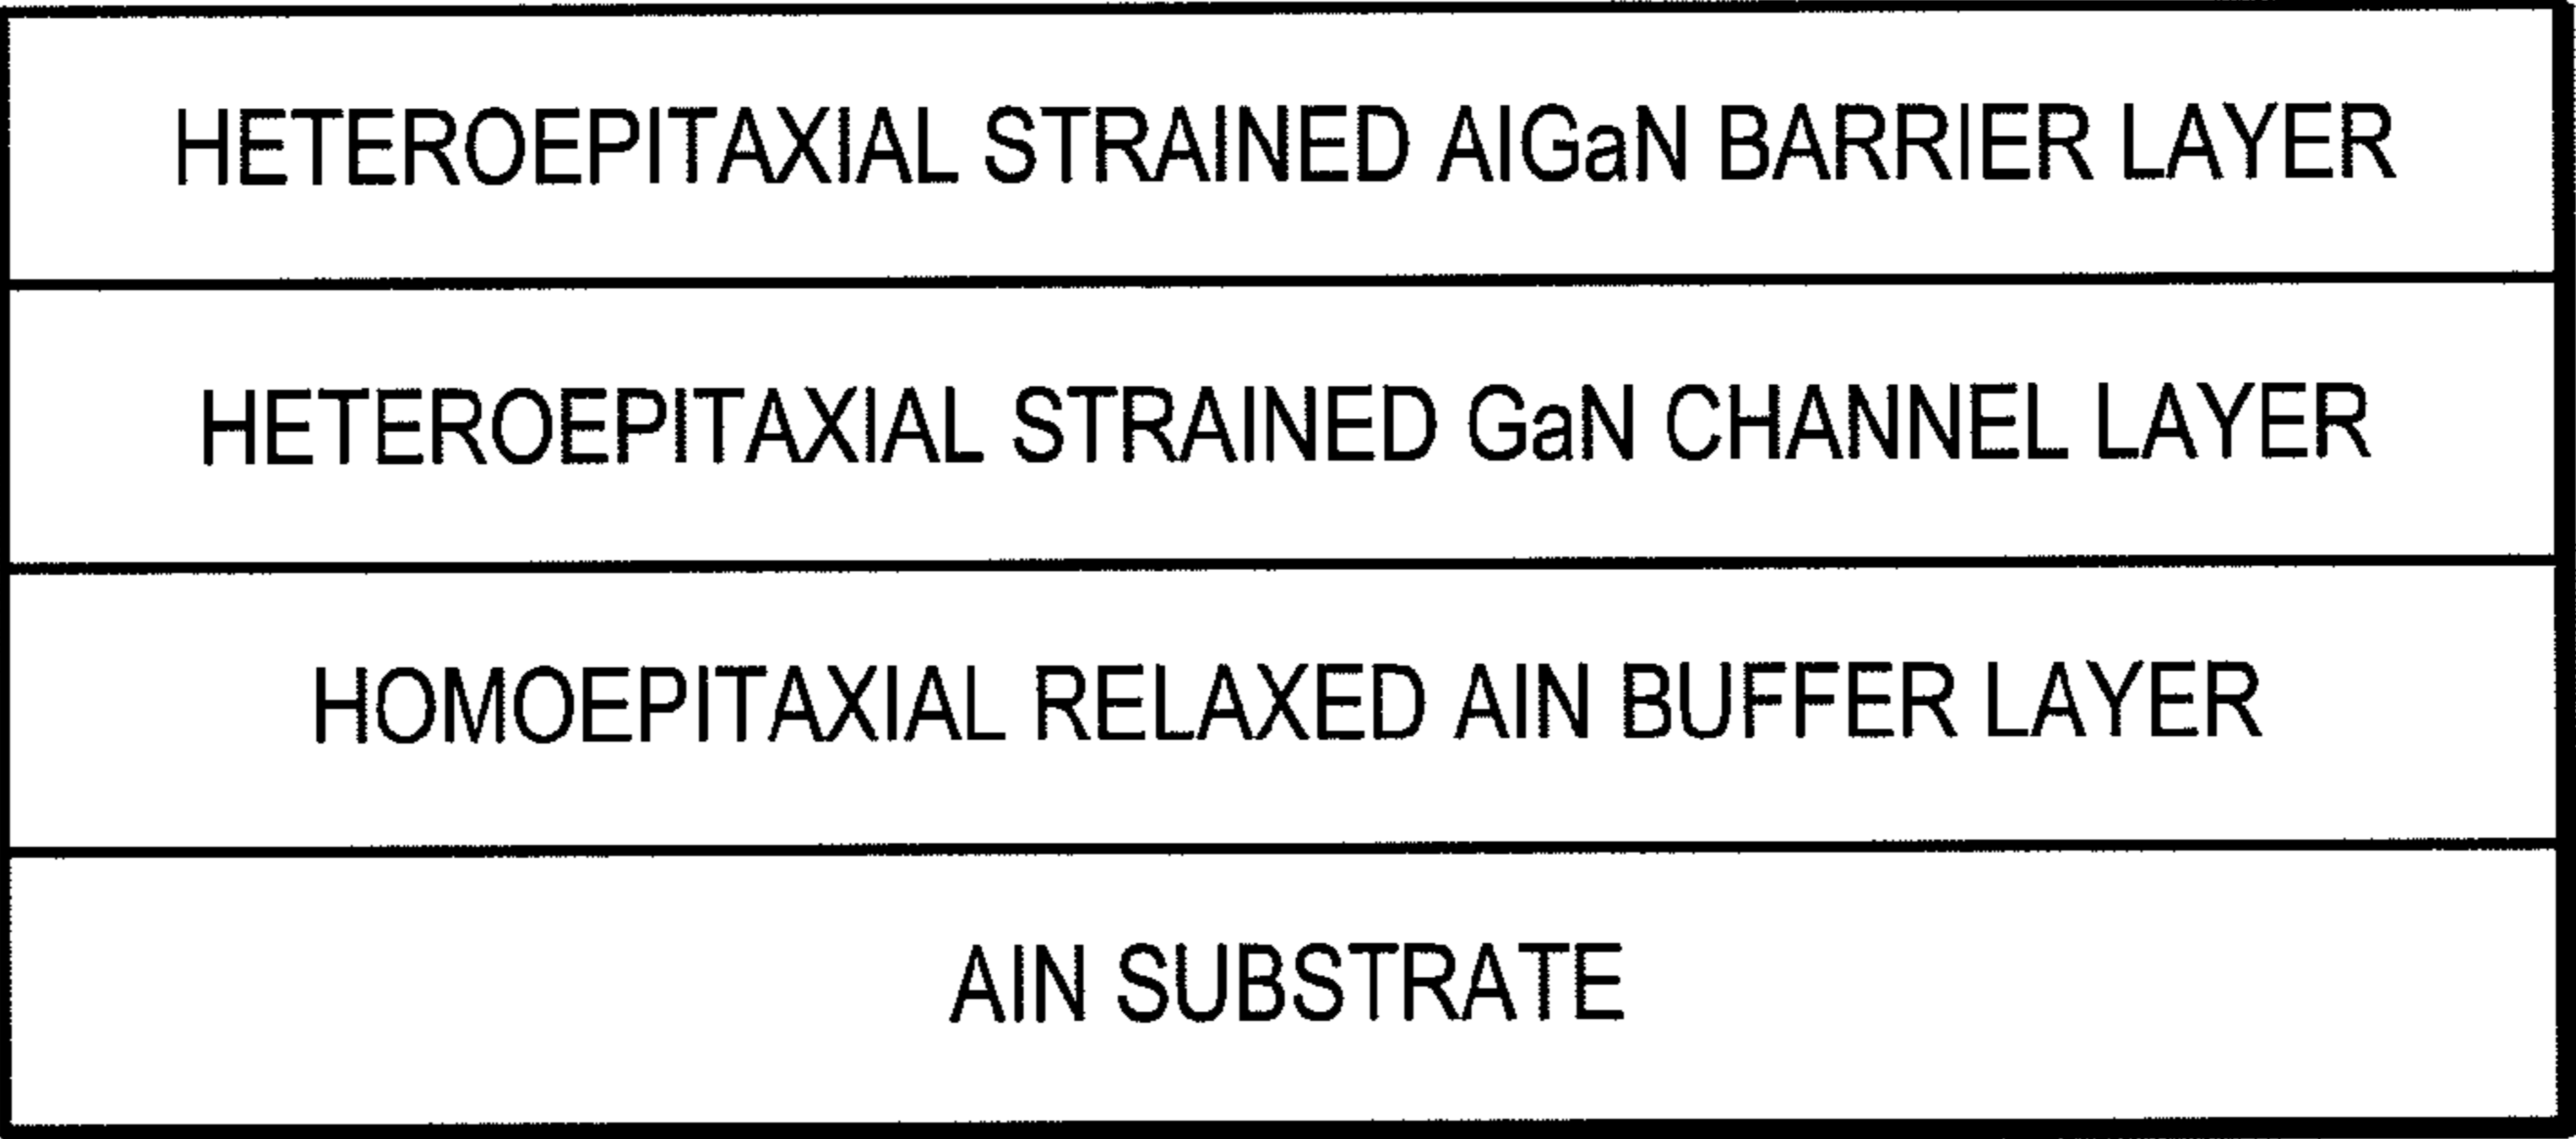 HETEROEPITAXIAL STRAINED AlGaN BARRIER LAYER
HETEROEPITAXIAL STRAINED GaN CHANNEL LAYER
HOMOEPITAXIAL RELAXED AlN BUFFER LAYER
AlN SUBSTRATE